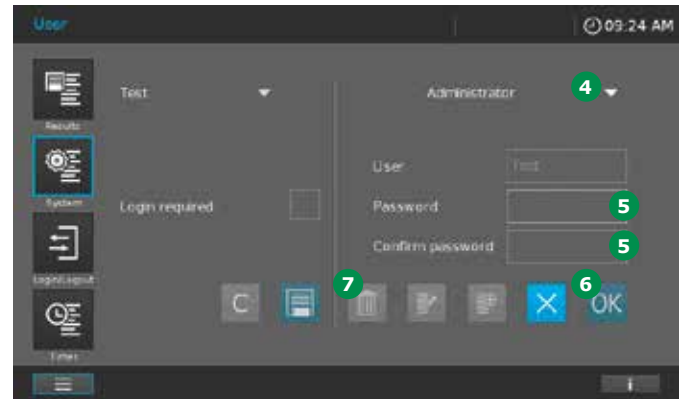 User
09:24 AM
Results
System
Login/Logout
Times
Test
Login required
Administrator
4
User
Test
Password
5
Confirm password
5
7
6
C
OK
i